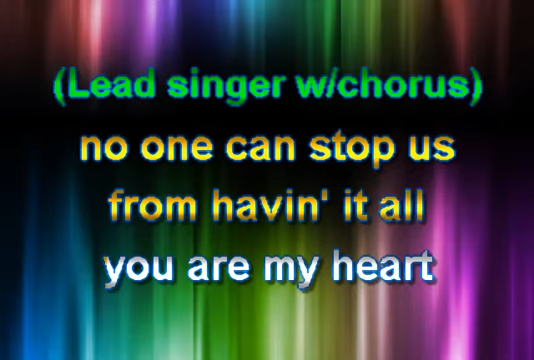 (Lead singer w/chorus)
no one can stop us
from havin' it all
you are my heart